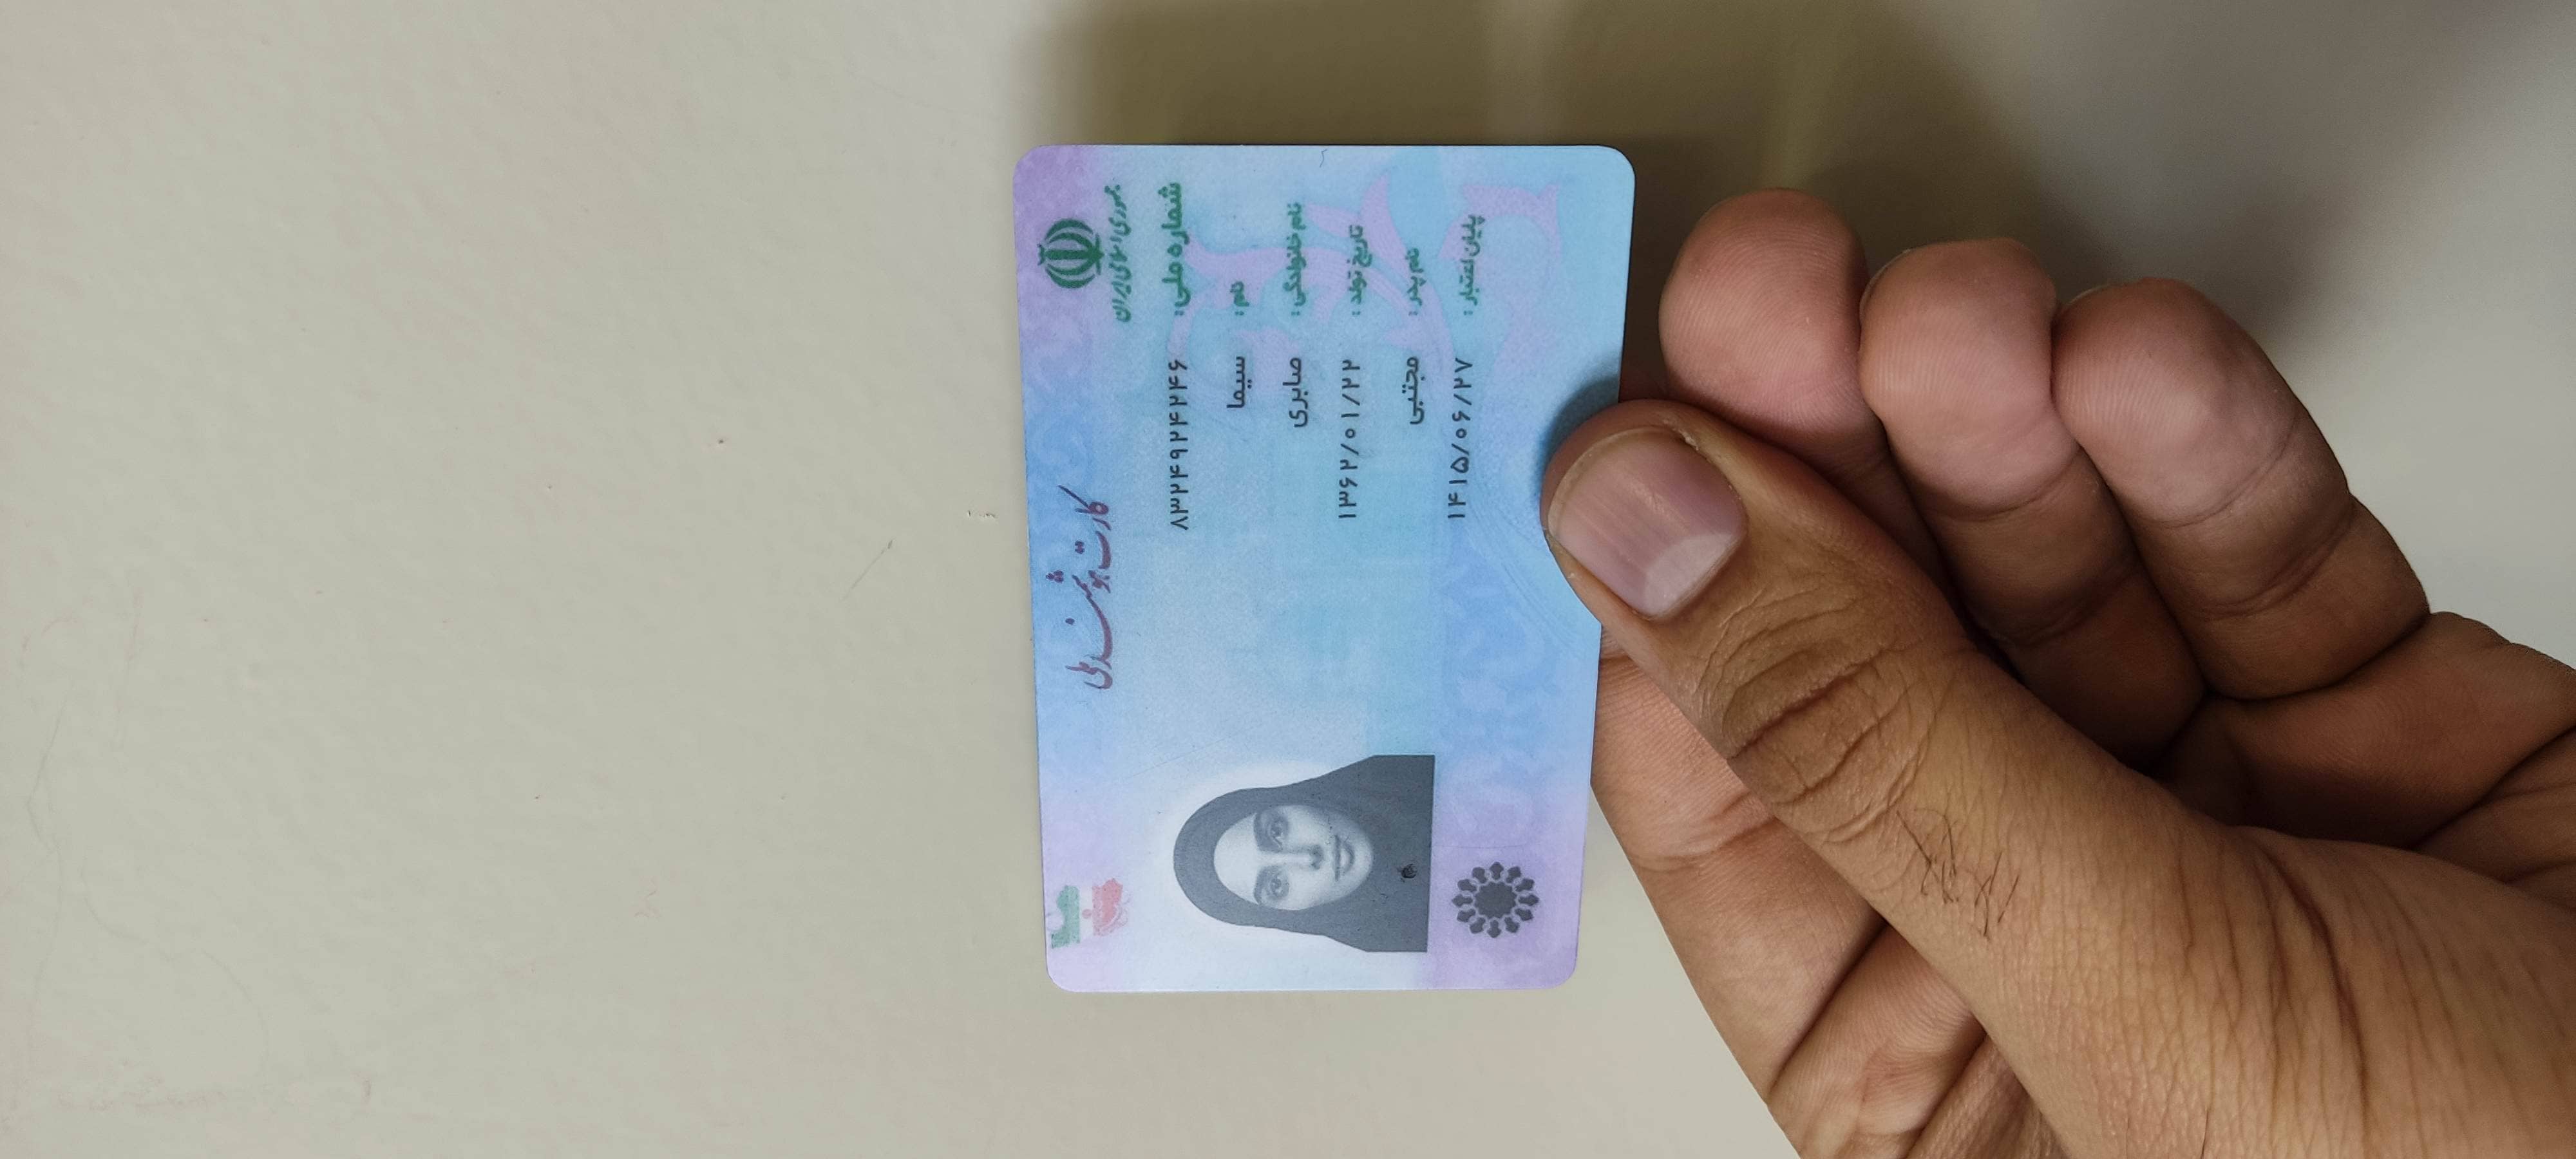 جمهوری اسلامی ایران
کارت هوشمند ملی
شماره ملی: ۸۲۲۴۹۲۴۲۴۶
نام: سیما
نام خانوادگی: صابری
تاریخ تولد: ۱۳۶۲/۰۱/۲۲
نام پدر: مجتبی
پایان اعتبار: ۱۴۱۵/۰۶/۲۷